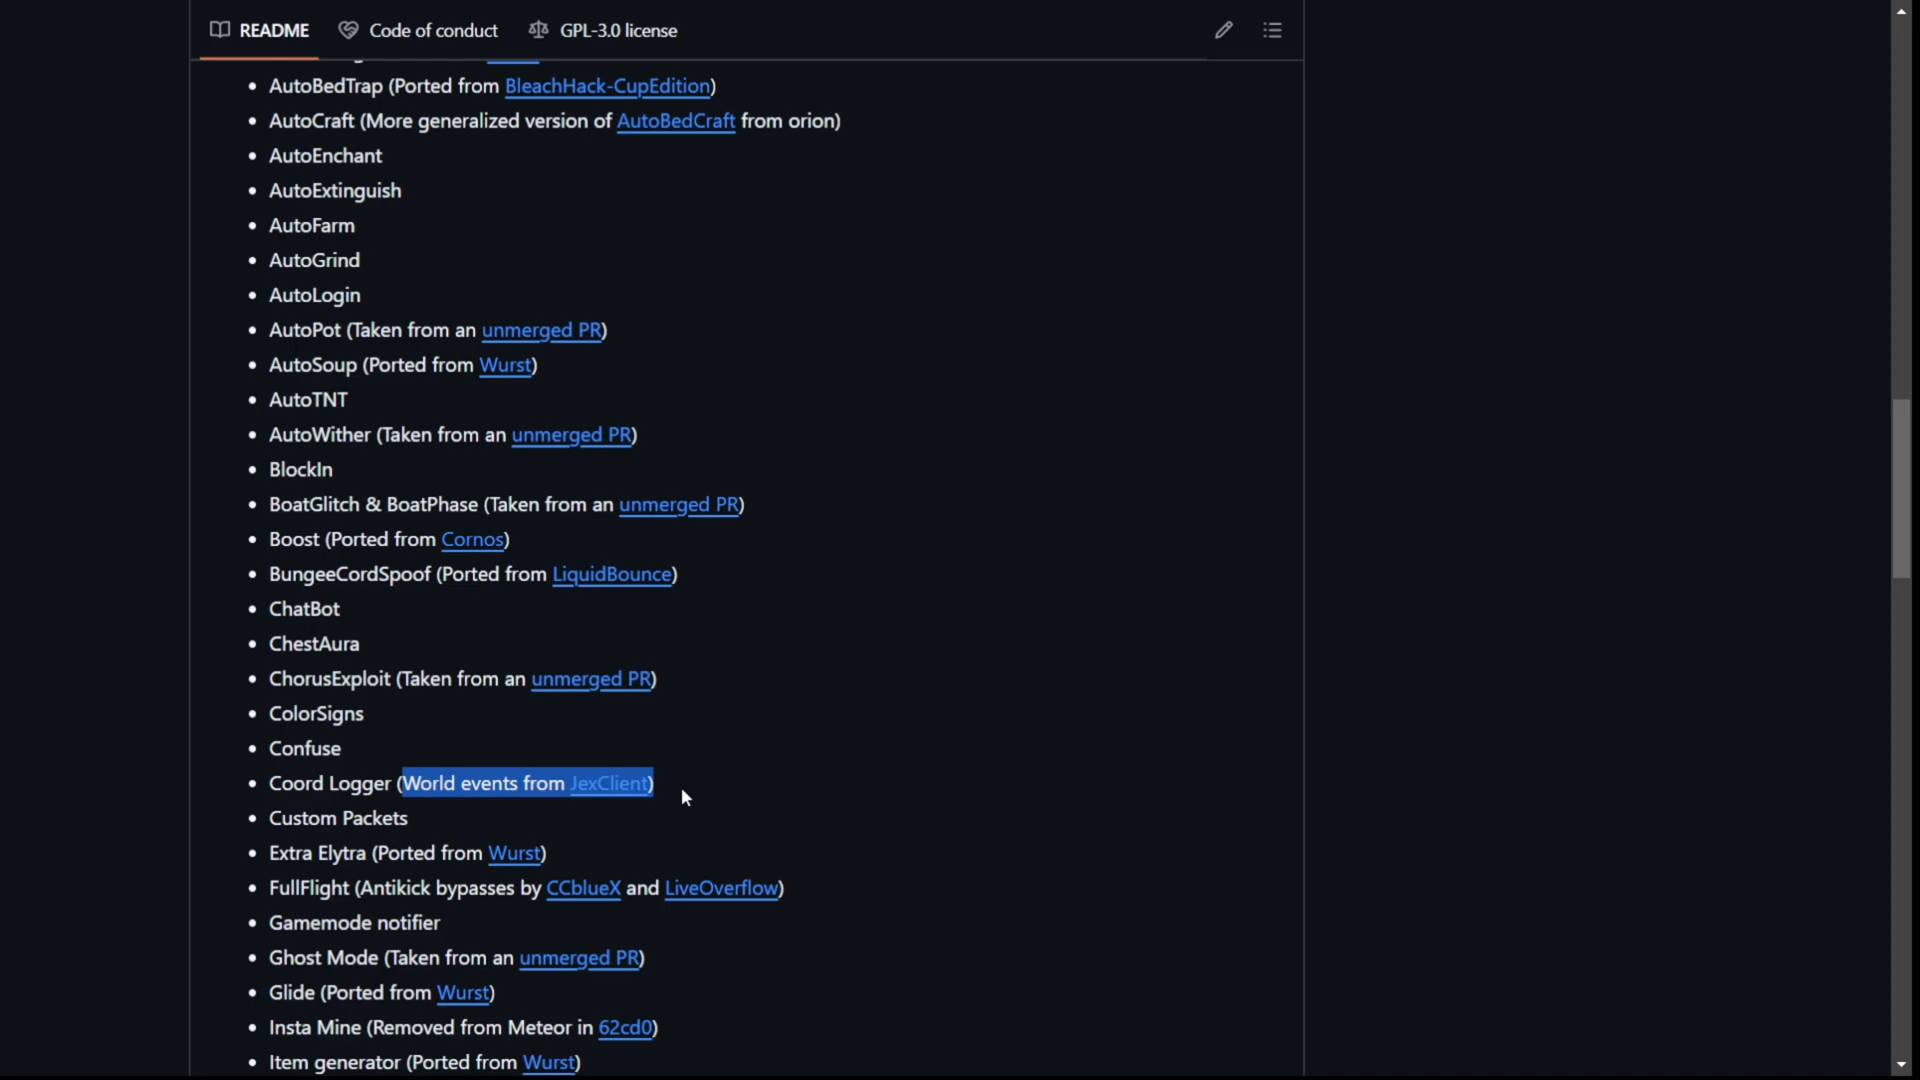 README Code of conduct GPL-3.0 license
AutoBedTrap (Ported from BleachHack-CupEdition)
AutoCraft (More generalized version of AutoBedCraft from orion)
AutoEnchant
AutoExtinguish
AutoFarm
AutoGrind
AutoLogin
AutoPot (Taken from an unmerged PR)
AutoSoup (Ported from Wurst)
AutoTNT
AutoWither (Taken from an unmerged PR)
BlockIn
BoatGlitch & BoatPhase (Taken from an unmerged PR)
Boost (Ported from Cornos)
BungeeCordSpoof (Ported from LiquidBounce)
ChatBot
ChestAura
ChorusExploit (Taken from an unmerged PR)
ColorSigns
Confuse
Coord Logger (World events from JexClient)
Custom Packets
Extra Elytra (Ported from Wurst)
FullFlight (Antikick bypasses by CCblueX and LiveOverflow)
Gamemode notifier
Ghost Mode (Taken from an unmerged PR)
Glide (Ported from Wurst)
Insta Mine (Removed from Meteor in 62cd0)
Item generator (Ported from Wurst)